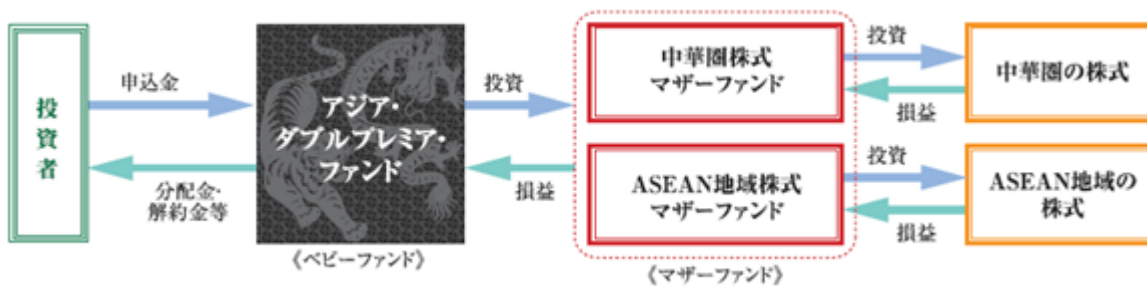 投資者
申込金
分配金・
解約金等
アジア・
ダブルプレミア・
ファンド
《ベビーファンド》
投資
損益
中華圏株式
マザーファンド
ASEAN地域株式
マザーファンド
《マザーファンド》
投資
損益
投資
損益
中華圏の株式
ASEAN地域の
株式